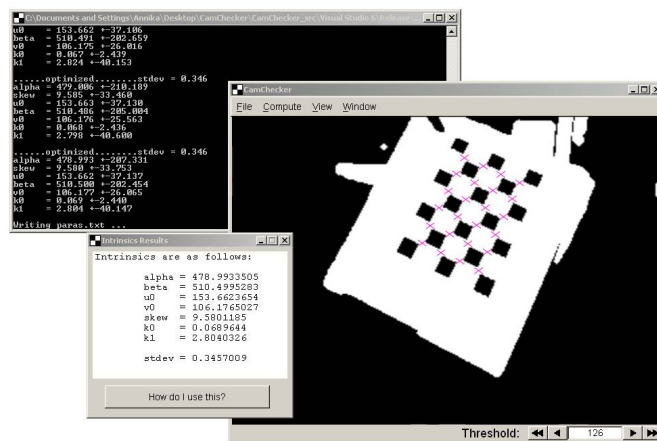 C:\Documents and Settings\Annika\Desktop\CamChecker\CamChecker_src\Visual Studio 6\Release\...
u0 = 153.662 +-37.106
beta = 510.491 +-202.659
v0 = 106.175 +-26.016
k0 = 0.067 +-2.439
k1 = 2.824 +-40.153
......optimized........stdev = 0.346
alpha = 479.006 +-210.189
skew = 9.585 +-33.460
u0 = 153.663 +-37.130
beta = 510.486 +-205.004
v0 = 106.176 +-25.563
k0 = 0.068 +-2.436
k1 = 2.798 +-40.600
......optimized........stdev = 0.346
alpha = 478.993 +-207.331
skew = 9.580 +-33.753
u0 = 153.662 +-37.137
beta = 510.500 +-202.454
v0 = 106.177 +-26.065
k0 = 0.069 +-2.440
k1 = 2.804 +-40.147
Writing paras.txt ...
CamChecker
File Compute View Window
Intrinsics Results
Intrinsics are as follows:
alpha = 478.9933505
beta = 510.4995283
u0 = 153.6623654
v0 = 106.1765027
skew = 9.5801185
k0 = 0.0689644
k1 = 2.8040326
stdev = 0.3457009
How do I use this?
Threshold: 126